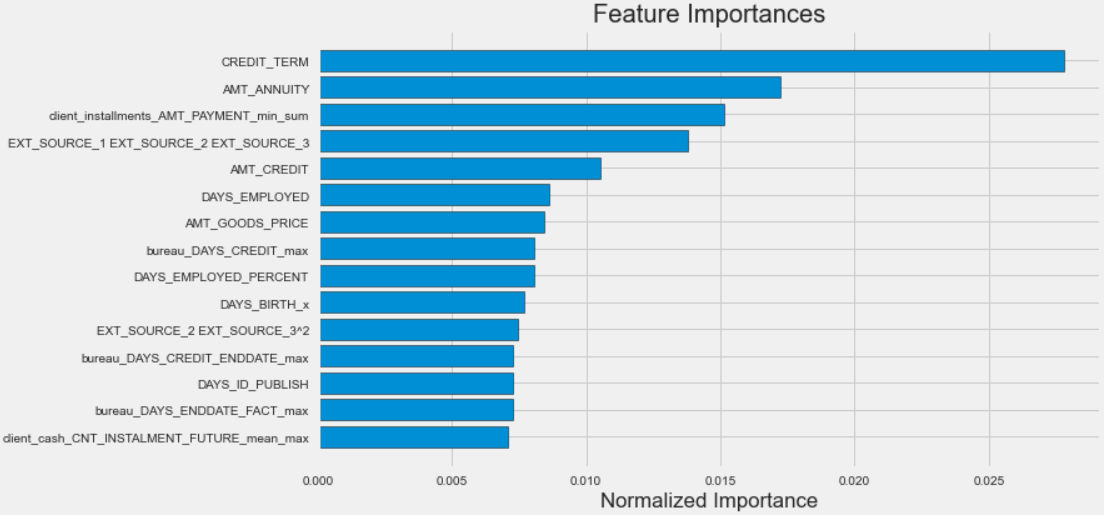 Feature Importances
CREDIT_TERM
AMT_ANNUITY
client_installments_AMT_PAYMENT_min_sum
EXT_SOURCE_1 EXT_SOURCE_2 EXT_SOURCE_3
AMT_CREDIT
DAYS_EMPLOYED
AMT_GOODS_PRICE
bureau_DAYS_CREDIT_max
DAYS_EMPLOYED_PERCENT
DAYS_BIRTH_x
EXT_SOURCE_2 EXT_SOURCE_3^2
bureau_DAYS_CREDIT_ENDDATE_max
DAYS_ID_PUBLISH
bureau_DAYS_ENDDATE_FACT_max
client_cash_CNT_INSTALMENT_FUTURE_mean_max
0.000 0.005 0.010 0.015 0.020 0.025
Normalized Importance